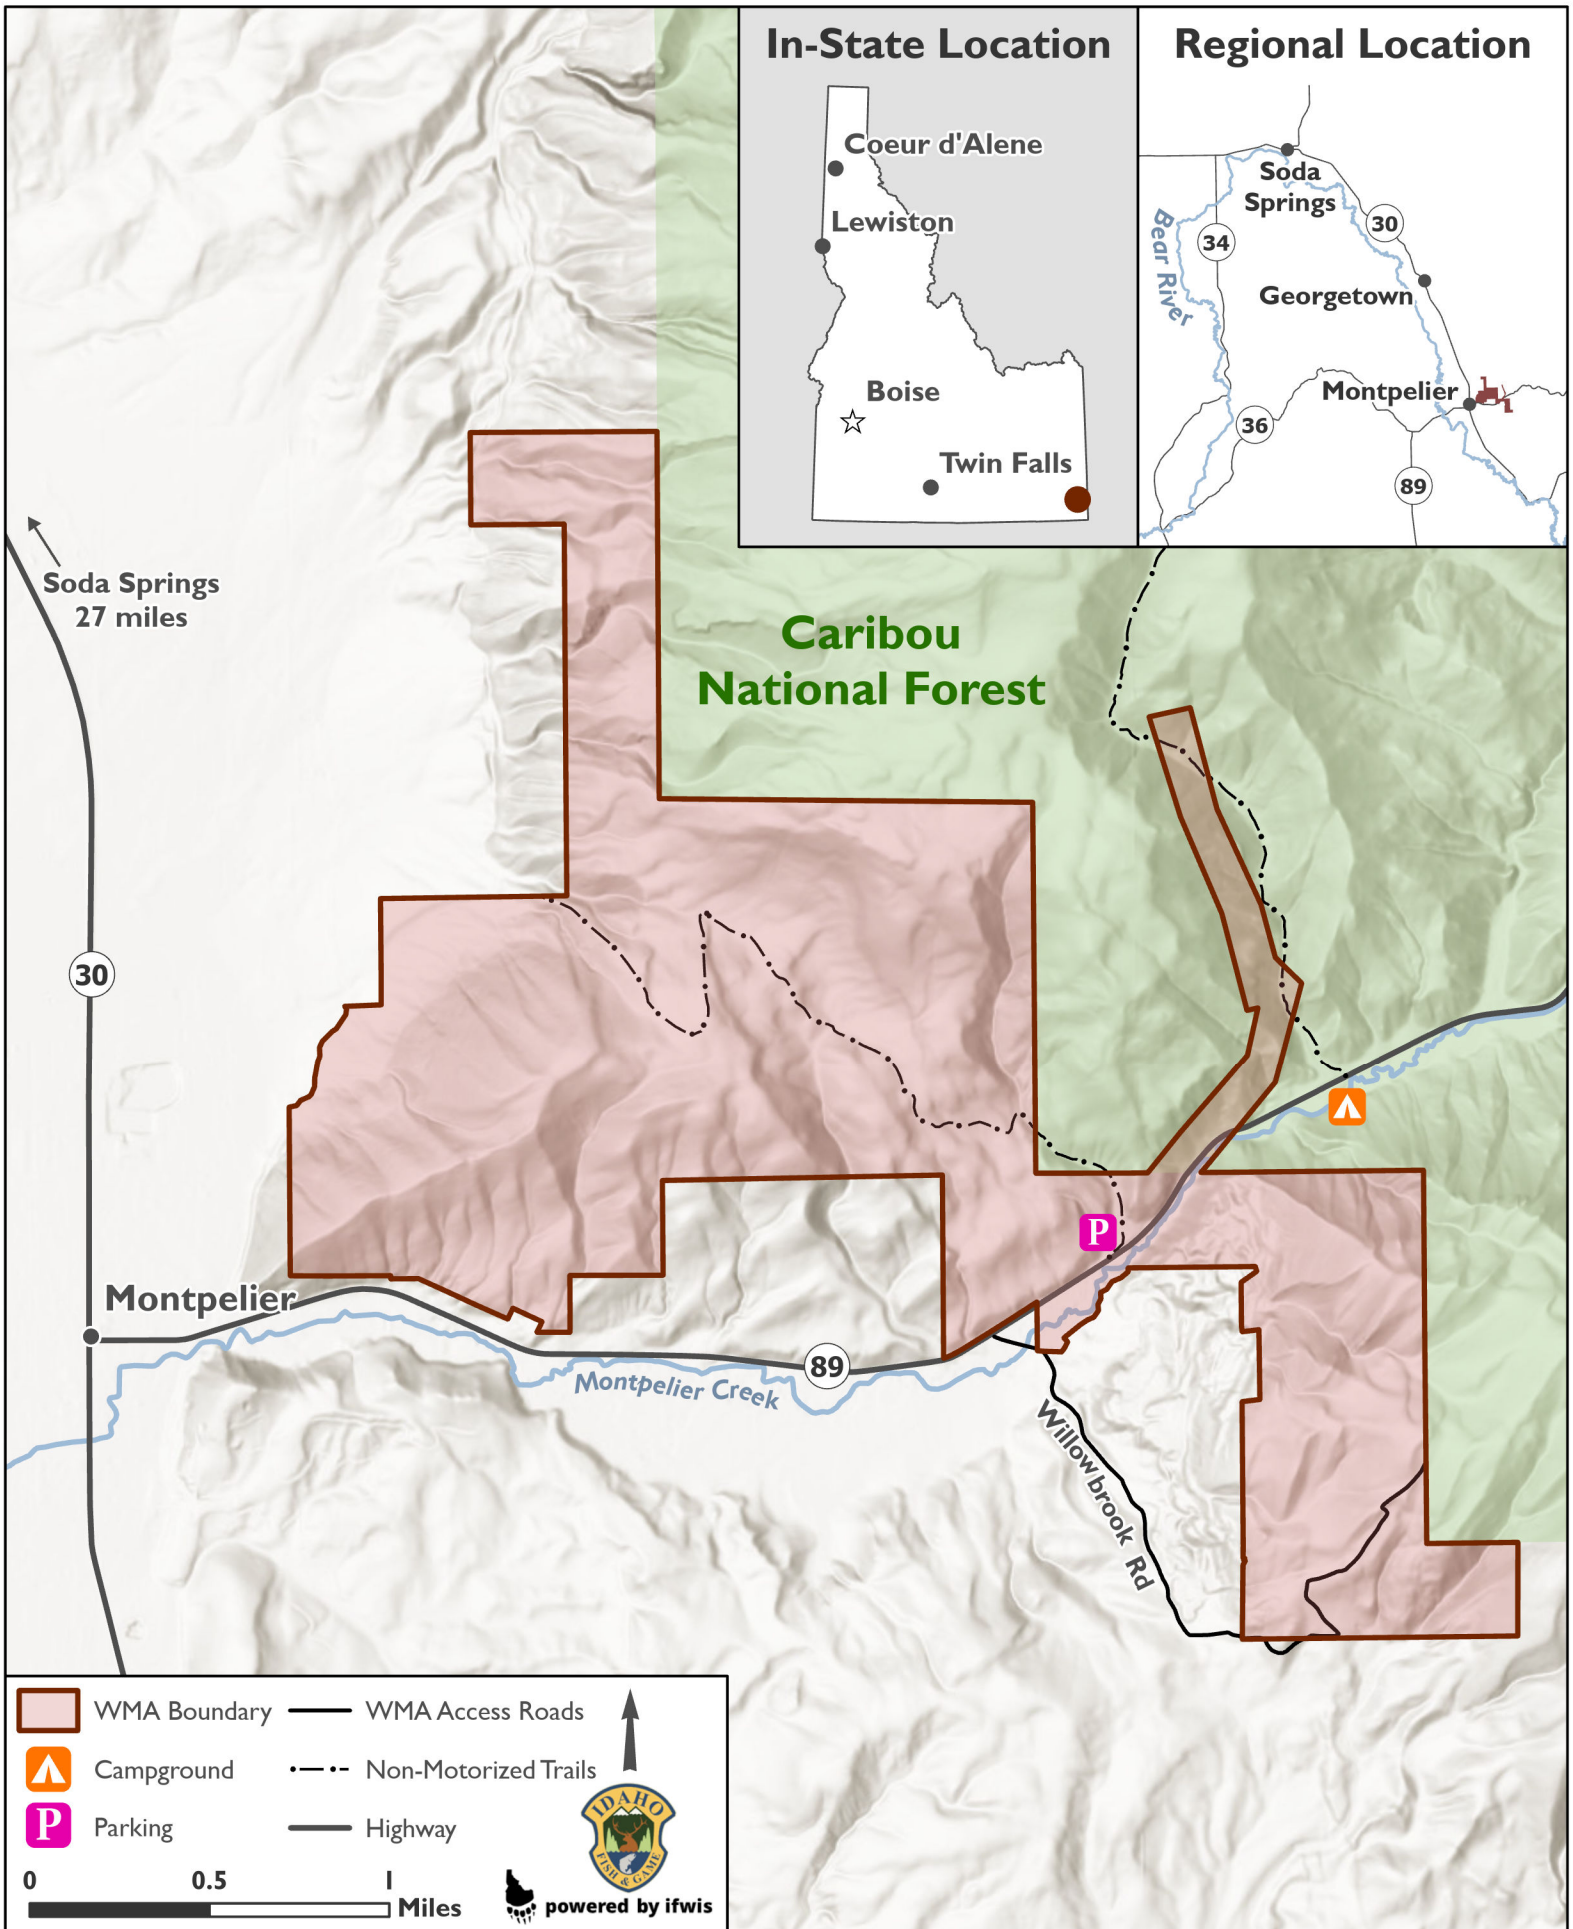 In-State Location
Coeur d'Alene
Lewiston
Boise
Twin Falls
Regional Location
Soda
Springs
30
34
Bear River
Georgetown
Montpelier
36
89
Soda Springs
27 miles
Caribou
National Forest
30
P
Montpelier
89
Montpelier Creek
Willowbrook Rd
WMA Boundary
WMA Access Roads
Campground
Non-Motorized Trails
P
Parking
Highway
IDAHO
FISH & GAME
0
0.5
1
Miles
powered by ifwis